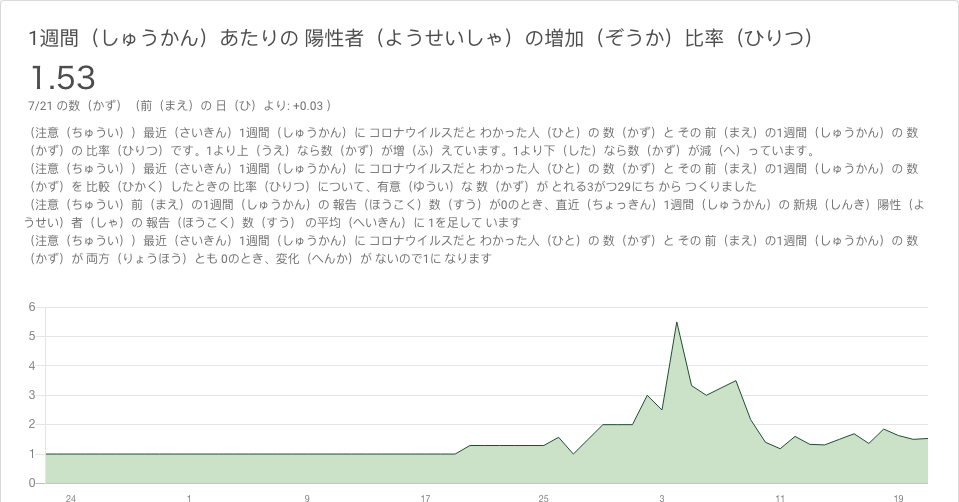 1週間（しゅうかん）あたりの 陽性者（ようせいしゃ）の増加（ぞうか）比率（ひりつ）
1.53
7/21 の数（かず）（前（まえ）の 日（ひ）より: +0.03 ）
（注意（ちゅうい））最近（さいきん）1週間（しゅうかん）に コロナウイルスだと わかった人（ひと）の 数（かず）と その 前（まえ）の1週間（しゅうかん）の 数
（かず）の 比率（ひりつ）です。1より上（うえ）なら数（かず）が増（ふ）えています。1より下（した）なら数（かず）が減（へ）っています。
（注意（ちゅうい））最近（さいきん）1週間（しゅうかん）に コロナウイルスだと わかった人（ひと）の 数（かず）と その 前（まえ）の1週間（しゅうかん）の 数
（かず）を 比較（ひかく）したときの 比率（ひりつ）について、有意（ゆうい）な 数（かず）が とれる3がつ29にち から つくりました
（注意（ちゅうい）前（まえ）の1週間（しゅうかん）の 報告（ほうこく）数（すう）が0のとき、直近（ちょっきん）1週間（しゅうかん）の 新規（しんき）陽性（よ
うせい）者（しゃ）の 報告（ほうこく）数（すう） の平均（へいきん）に 1を足して います
（注意（ちゅうい））最近（さいきん）1週間（しゅうかん）に コロナウイルスだと わかった人（ひと）の 数（かず）と その 前（まえ）の1週間（しゅうかん）の 数
（かず）が 両方（りょうほう）とも 0のとき、変化（へんか）が ないので1に なります
6
5
4
3
2
1
0
24 1 9 17 25 3 11 19